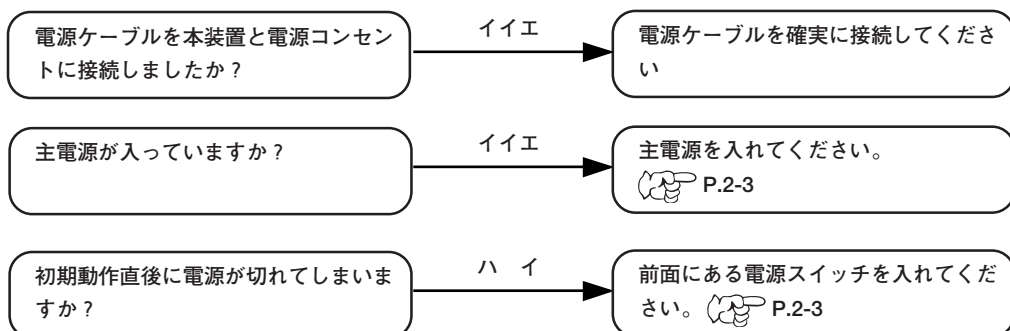 電源ケーブルを本装置と電源コンセン
トに接続しましたか？
イイエ
電源ケーブルを確実に接続してくださ
い
主電源が入っていますか？
イイエ
主電源を入れてください。
P.2-3
初期動作直後に電源が切れてしまいま
すか？
ハ イ
前面にある電源スイッチを入れてくだ
さい。 P.2-3